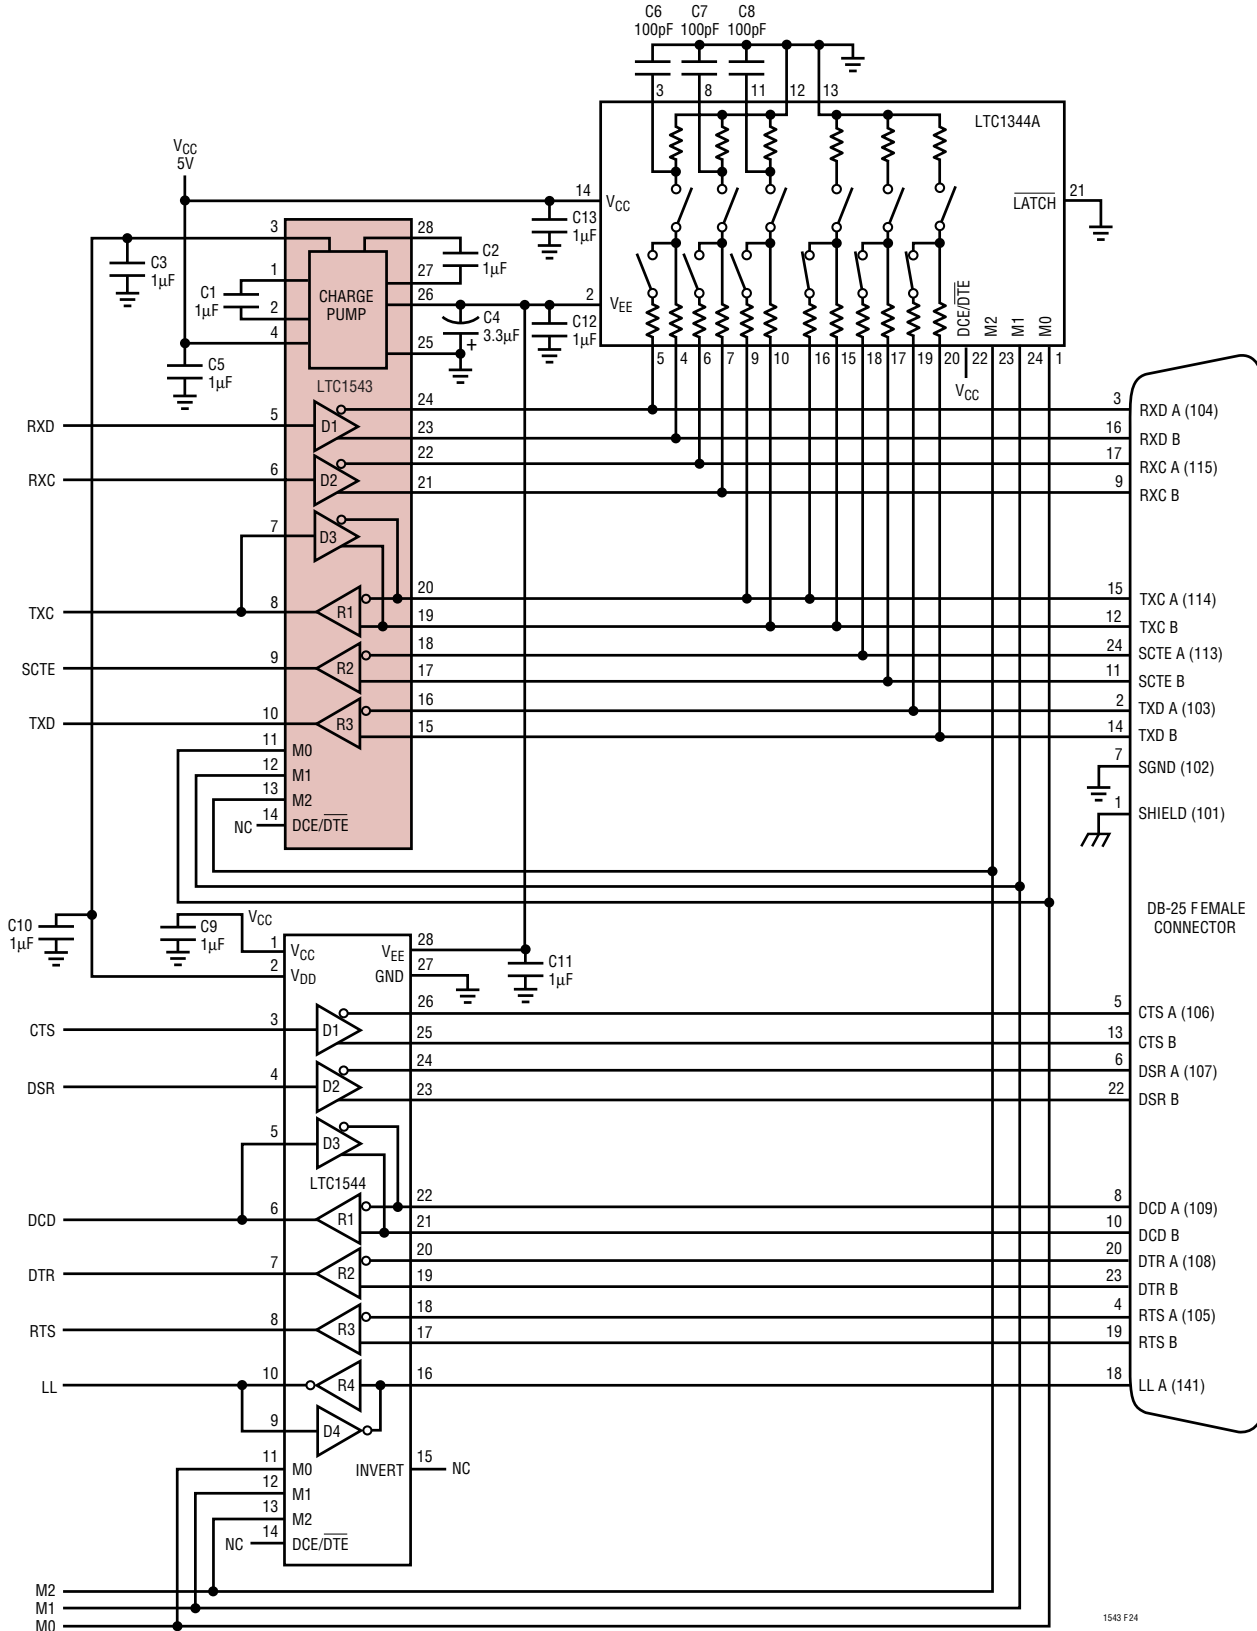 C6 C7 C8
100pF 100pF 100pF
3 8 11 12 13
LTC1344A
VCC
5V
14 VCC
LATCH 21
C13
1µF
3 28
C3
1µF
C2
1µF
1 27
C1
1µF
CHARGE
PUMP
26 2 VEE
2
C4
3.3µF
+
C12
1µF
4 25
C5
1µF
LTC1543
DCE/DTE M2 M1 M0
5 4 6 7 9 10 16 15 18 17 19 20 22 23 24 1
VCC
RXD 5 D1 24 3 RXD A (104)
23 16 RXD B
RXC 6 D2 22 17 RXC A (115)
21 9 RXC B
7 D3
TXC 8 R1 20 15 TXC A (114)
19 12 TXC B
SCTE 9 R2 18 24 SCTE A (113)
17 11 SCTE B
TXD 10 R3 16 2 TXD A (103)
15 14 TXD B
11 M0
12 M1
13 M2
NC 14 DCE/DTE
7 SGND (102)
1 SHIELD (101)
DB-25 FEMALE
CONNECTOR
C10
1µF
C9
1µF
VCC
1 VCC VEE 28
2 VDD GND 27
C11
1µF
CTS 3 D1 26 5 CTS A (106)
25 13 CTS B
DSR 4 D2 24 6 DSR A (107)
23 22 DSR B
5 D3
LTC1544
DCD 6 R1 22 8 DCD A (109)
21 10 DCD B
DTR 7 R2 20 20 DTR A (108)
19 23 DTR B
RTS 8 R3 18 4 RTS A (105)
17 19 RTS B
LL 10 R4 16 18 LL A (141)
9 D4
11 M0 INVERT 15 NC
12 M1
13 M2
NC 14 DCE/DTE
M2
M1
M0
1543 F24